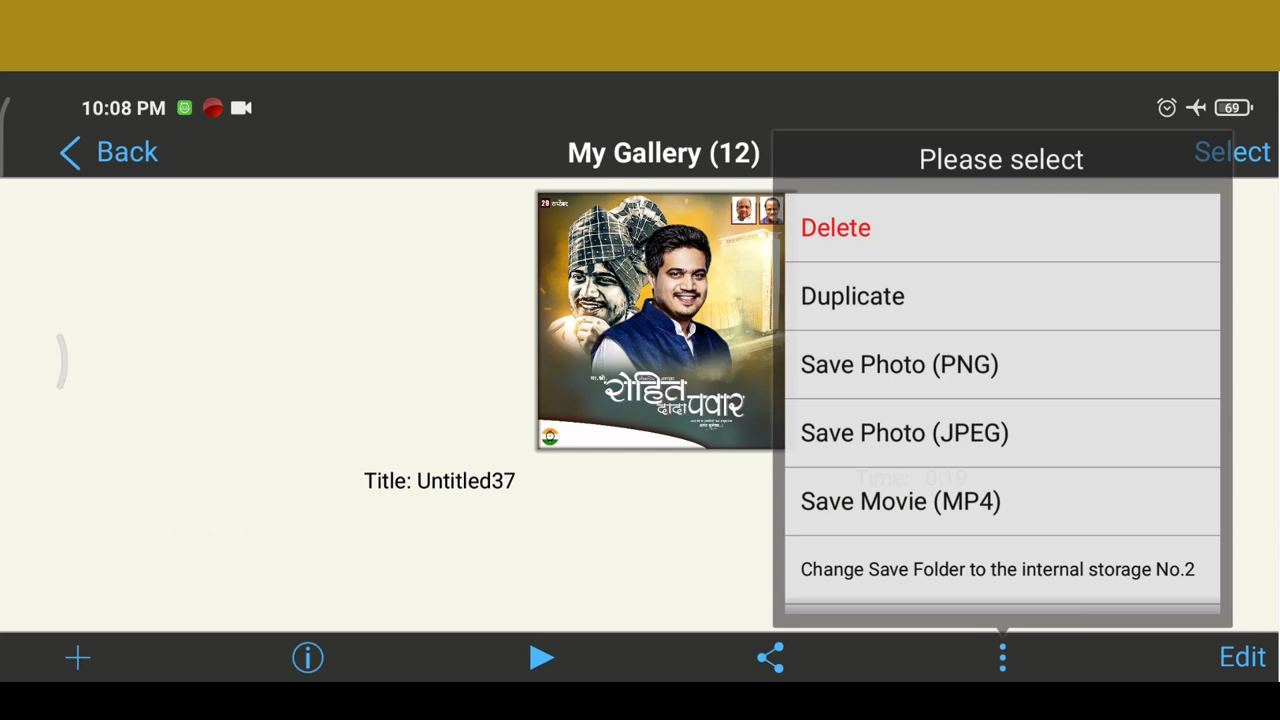 10:08 PM
69
Back
My Gallery (12)
Please select
Select
29 सप्टेंबर
Delete
Duplicate
Save Photo (PNG)
मा.श्री.
रोहित
दादा पवार
Save Photo (JPEG)
Title: Untitled37
Time: 0:19
Save Movie (MP4)
Change Save Folder to the internal storage No.2
Edit